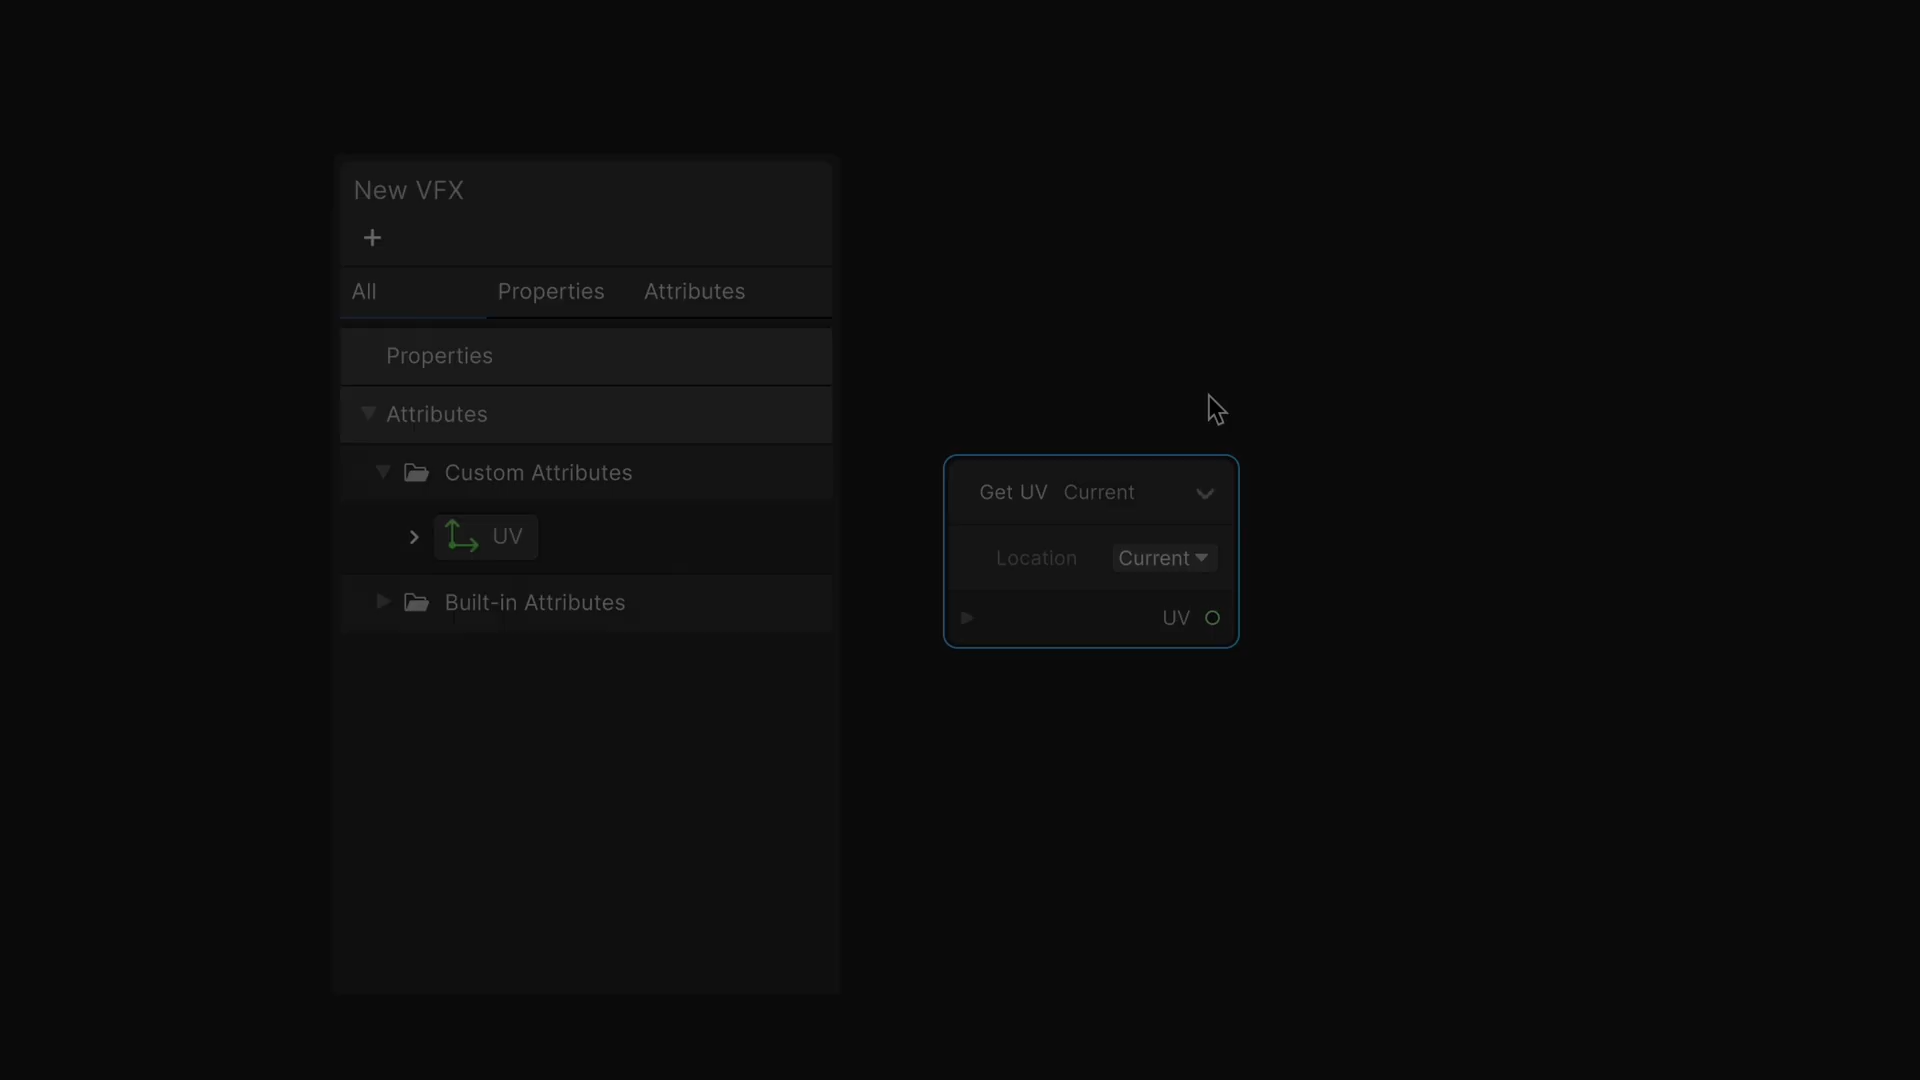 New VFX
+
All Properties Attributes
Properties
Attributes
Custom Attributes
UV
Built-in Attributes
Get UV Current
Location Current
UV